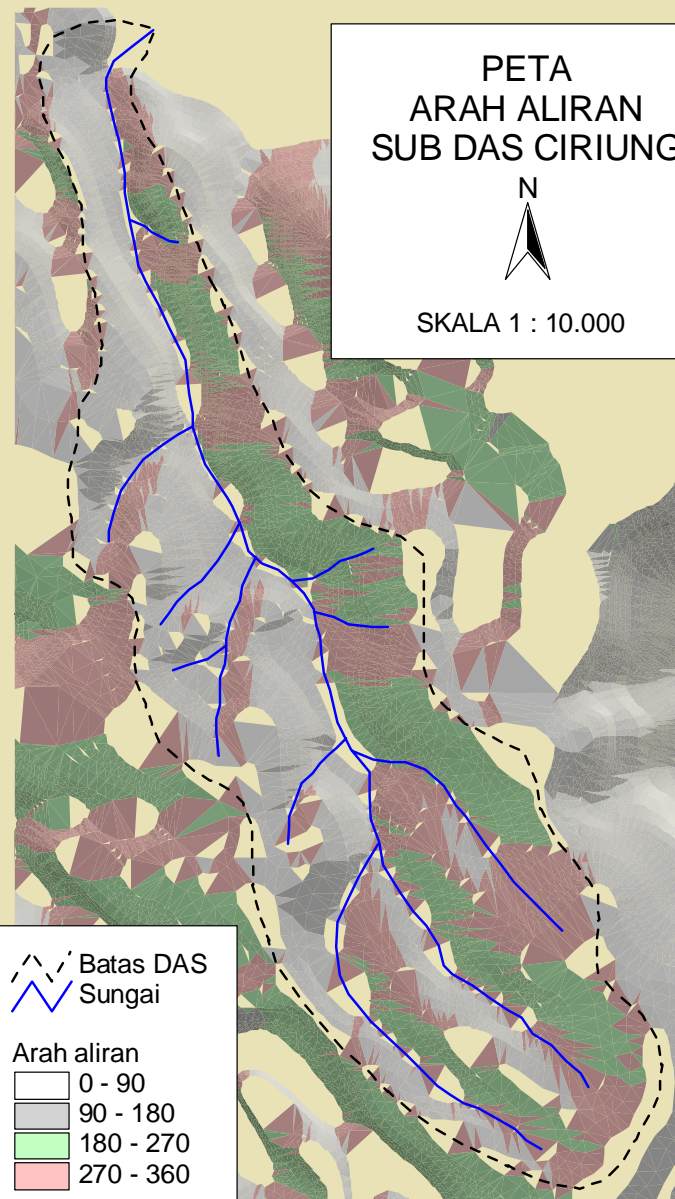 PETA
ARAH ALIRAN
SUB DAS CIRIUNG
N
SKALA 1 : 10.000
Batas DAS
Sungai
Arah aliran
0 - 90
90 - 180
180 - 270
270 - 360